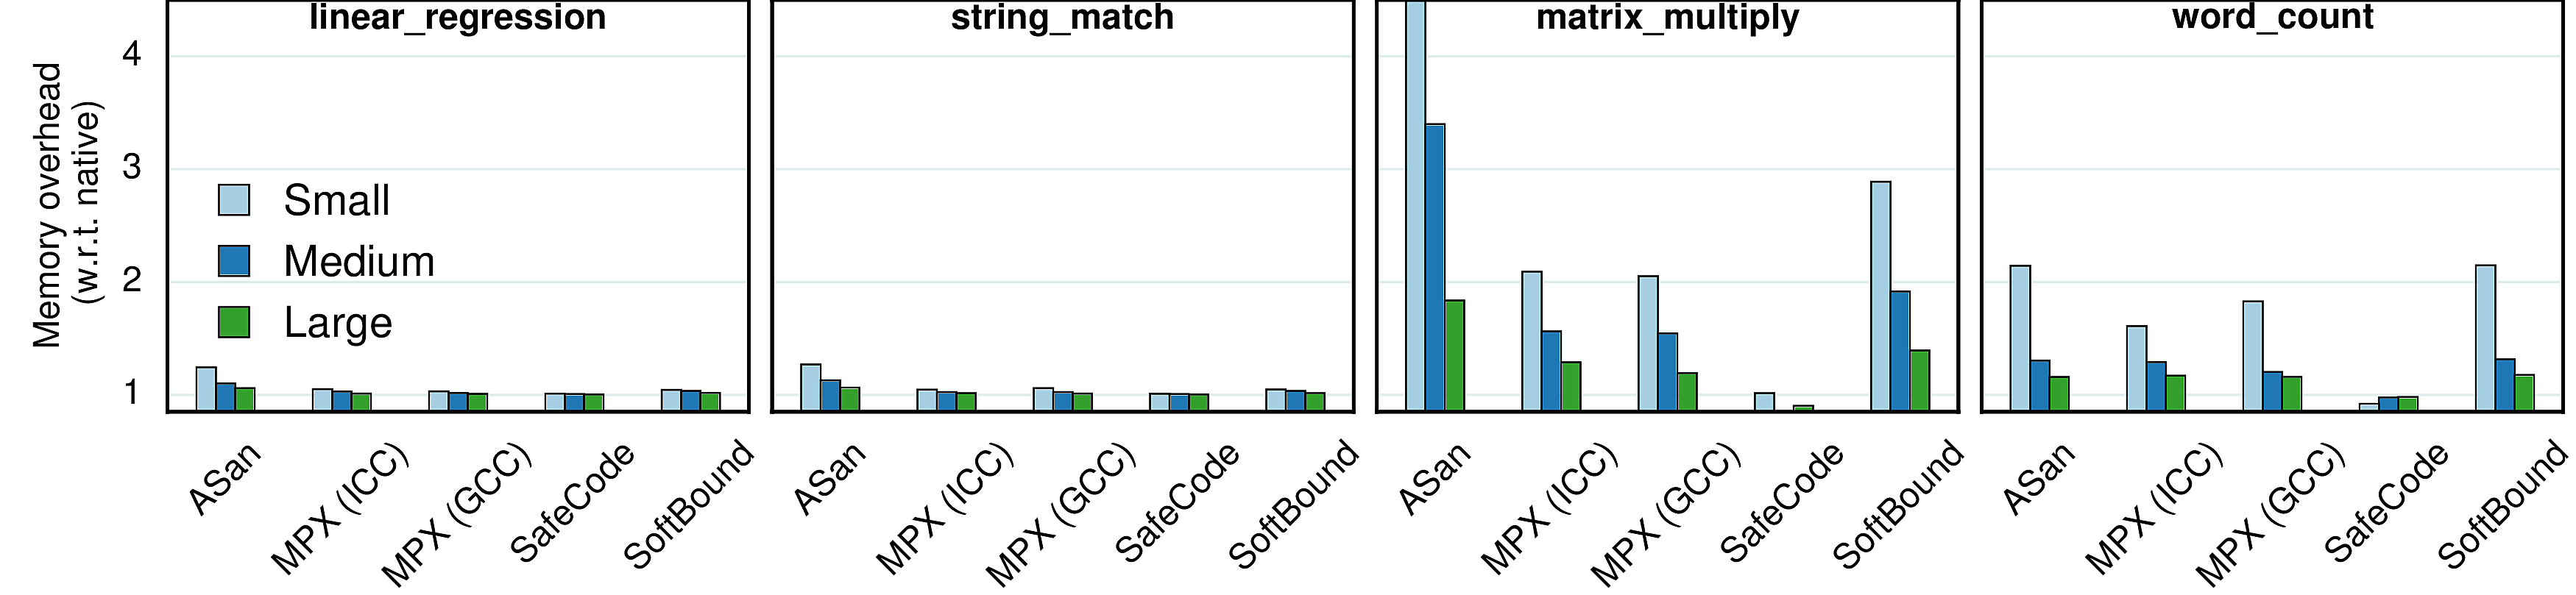 linear_regression
string_match
matrix_multiply
word_count
Memory overhead
(w.r.t. native)
4
3
2
1
Small
Medium
Large
ASan
MPX (ICC)
MPX (GCC)
SafeCode
SoftBound
ASan
MPX (ICC)
MPX (GCC)
SafeCode
SoftBound
ASan
MPX (ICC)
MPX (GCC)
SafeCode
SoftBound
ASan
MPX (ICC)
MPX (GCC)
SafeCode
SoftBound